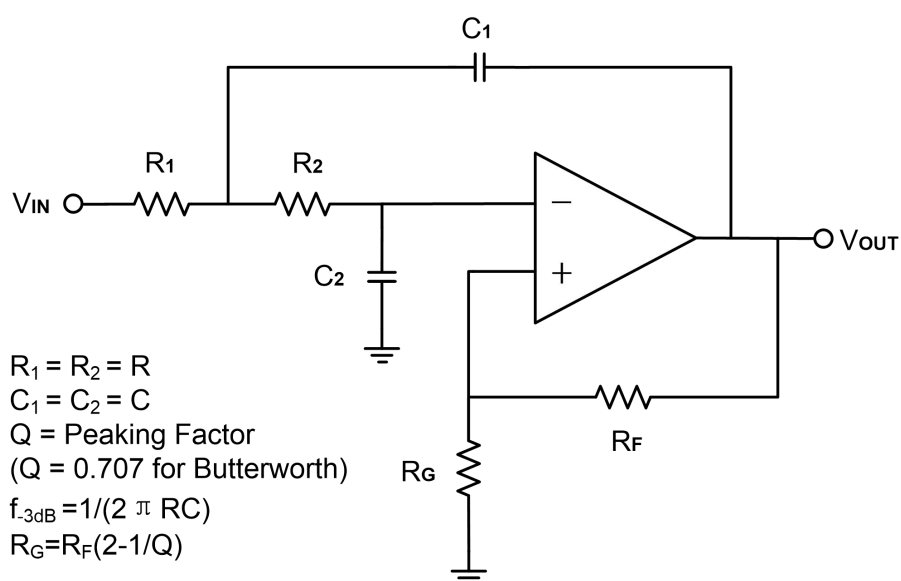 C1
R1
R2
VIN
−
VOUT
+
C2
R1 = R2 = R
C1 = C2 = C
Q = Peaking Factor
RF
(Q = 0.707 for Butterworth)
RG
f-3dB =1/(2 π RC)
RG=RF(2-1/Q)